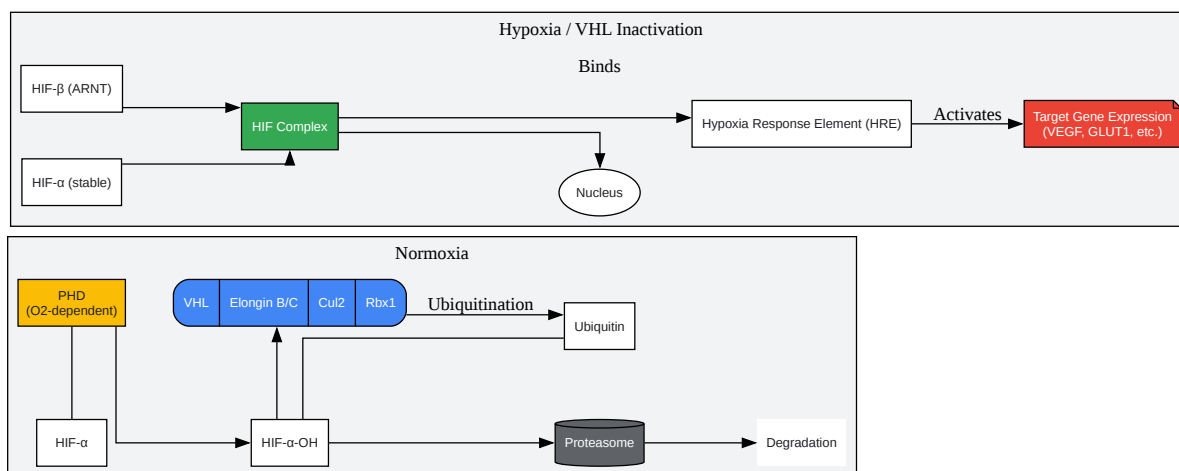 Hypoxia / VHL Inactivation
Binds
HIF-β (ARNT)
HIF Complex
Hypoxia Response Element (HRE)
Activates
Target Gene Expression
(VEGF, GLUT1, etc.)
HIF-α (stable)
Nucleus
Normoxia
PHD
(O2-dependent)
VHL
Elongin B/C
Cul2
Rbx1
Ubiquitination
Ubiquitin
HIF-α
HIF-α-OH
Proteasome
Degradation